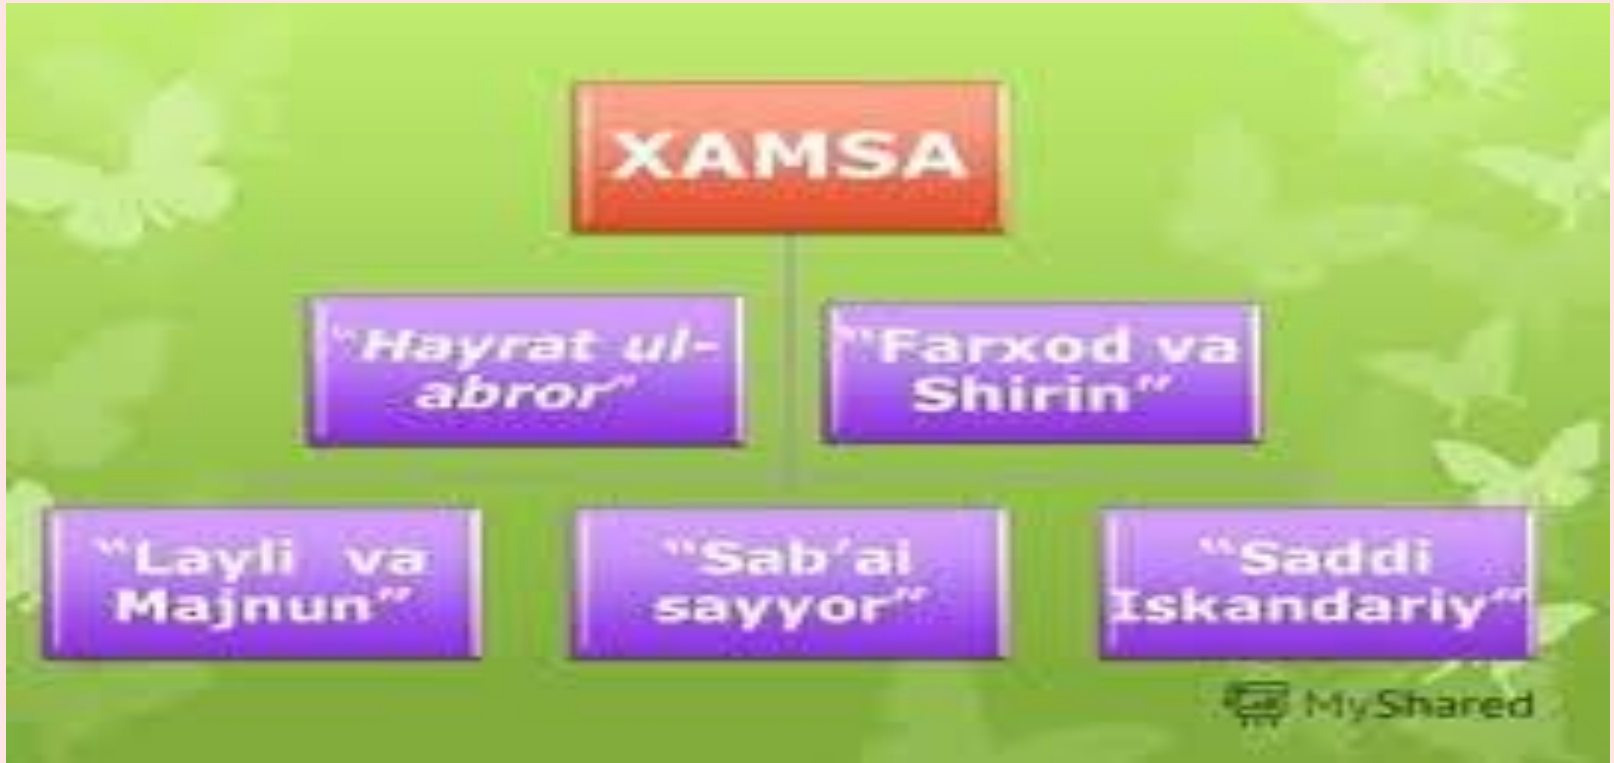 XAMSA
“Hayrat ul-
abror”
“Farxod va
Shirin”
“Layli va
Majnun”
“Sab’ai
sayyor”
“Saddi
Iskandariy”
MyShared